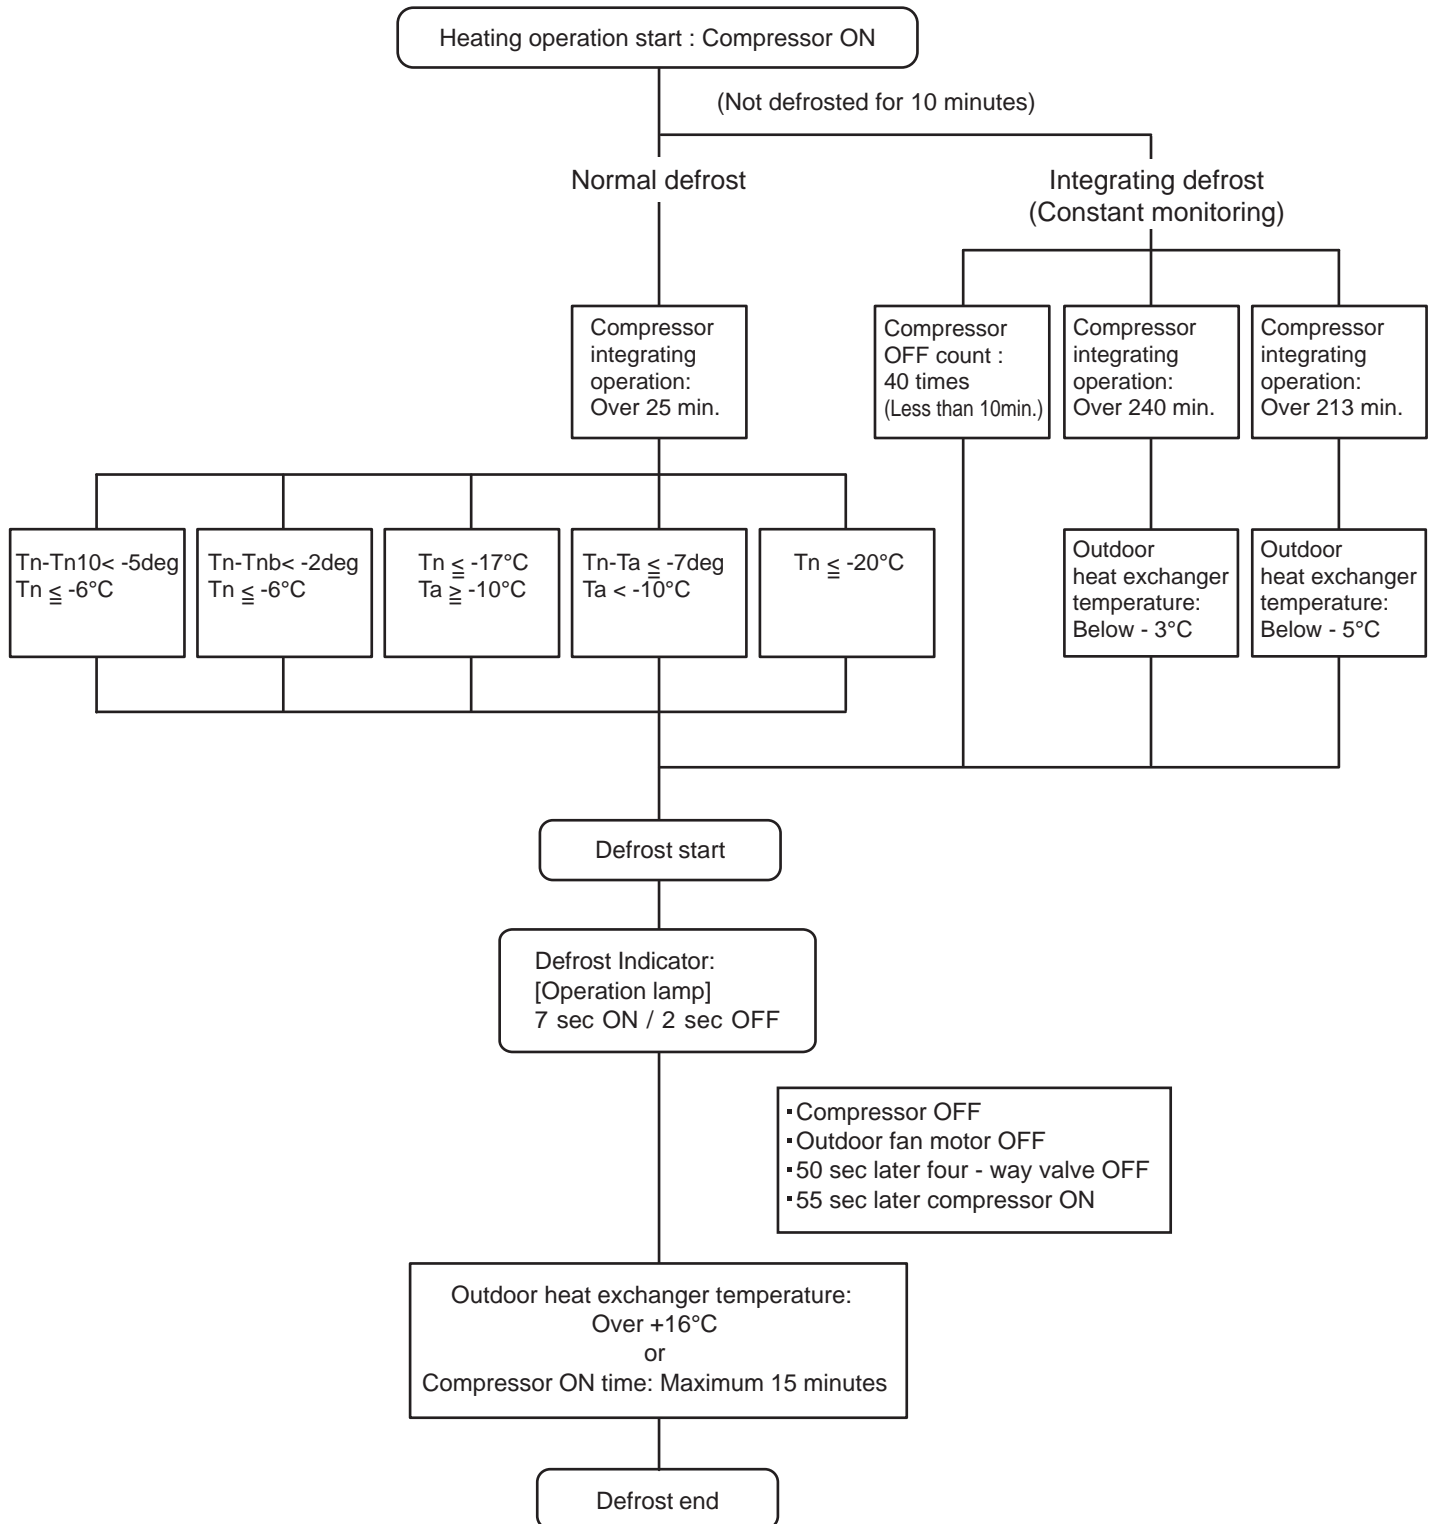 Heating operation start : Compressor ON
(Not defrosted for 10 minutes)
Normal defrost
Integrating defrost
(Constant monitoring)
Compressor
integrating
operation:
Over 25 min.
Compressor
OFF count :
40 times
(Less than 10min.)
Compressor
integrating
operation:
Over 240 min.
Compressor
integrating
operation:
Over 213 min.
Tn-Tn10< -5deg
Tn ≦ -6°C
Tn-Tnb< -2deg
Tn ≦ -6°C
Tn ≦ -17°C
Ta ≧ -10°C
Tn-Ta ≦ -7deg
Ta < -10°C
Tn ≦ -20°C
Outdoor
heat exchanger
temperature:
Below - 3°C
Outdoor
heat exchanger
temperature:
Below - 5°C
Defrost start
Defrost Indicator:
[Operation lamp]
7 sec ON / 2 sec OFF
▪Compressor OFF
▪Outdoor fan motor OFF
▪50 sec later four - way valve OFF
▪55 sec later compressor ON
Outdoor heat exchanger temperature:
Over +16°C
or
Compressor ON time: Maximum 15 minutes
Defrost end